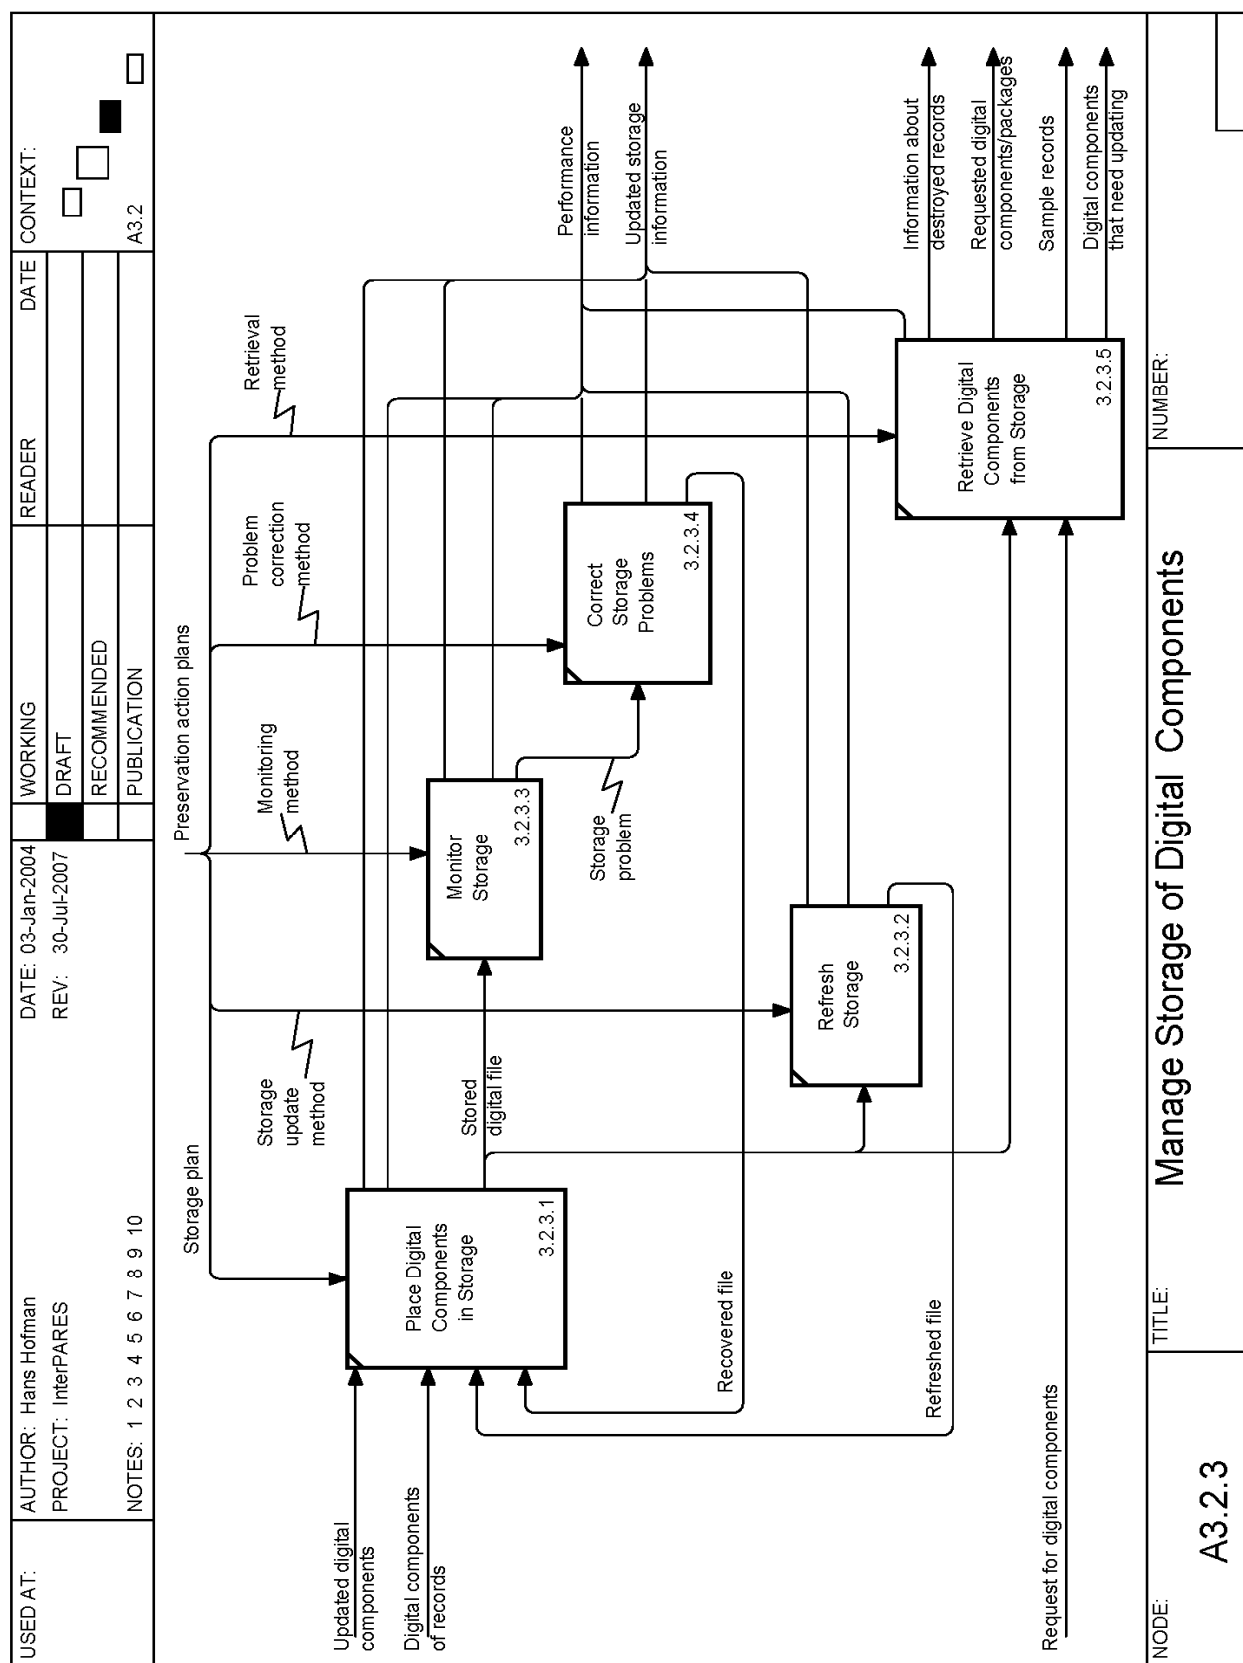 USED AT:
AUTHOR: Hans Hofman
PROJECT: InterPARES
NOTES: 1 2 3 4 5 6 7 8 9 10
DATE: 03-Jan-2004
REV: 30-Jul-2007
WORKING
DRAFT
RECOMMENDED
PUBLICATION
READER
DATE
CONTEXT:
A3.2
Preservation action plans
Storage plan
Storage
update
method
Monitoring
method
Problem
correction
method
Retrieval
method
Updated digital
components
Digital components
of records
Place Digital
Components
in Storage
3.2.3.1
Stored
digital file
Monitor
Storage
3.2.3.3
Storage
problem
Correct
Storage
Problems
3.2.3.4
Performance
information
Updated storage
information
Recovered file
Refresh
Storage
3.2.3.2
Refreshed file
Retrieve Digital
Components
from Storage
3.2.3.5
Information about
destroyed records
Requested digital
components/packages
Sample records
Digital components
that need updating
Request for digital components
NODE:
A3.2.3
TITLE:
Manage Storage of Digital Components
NUMBER: